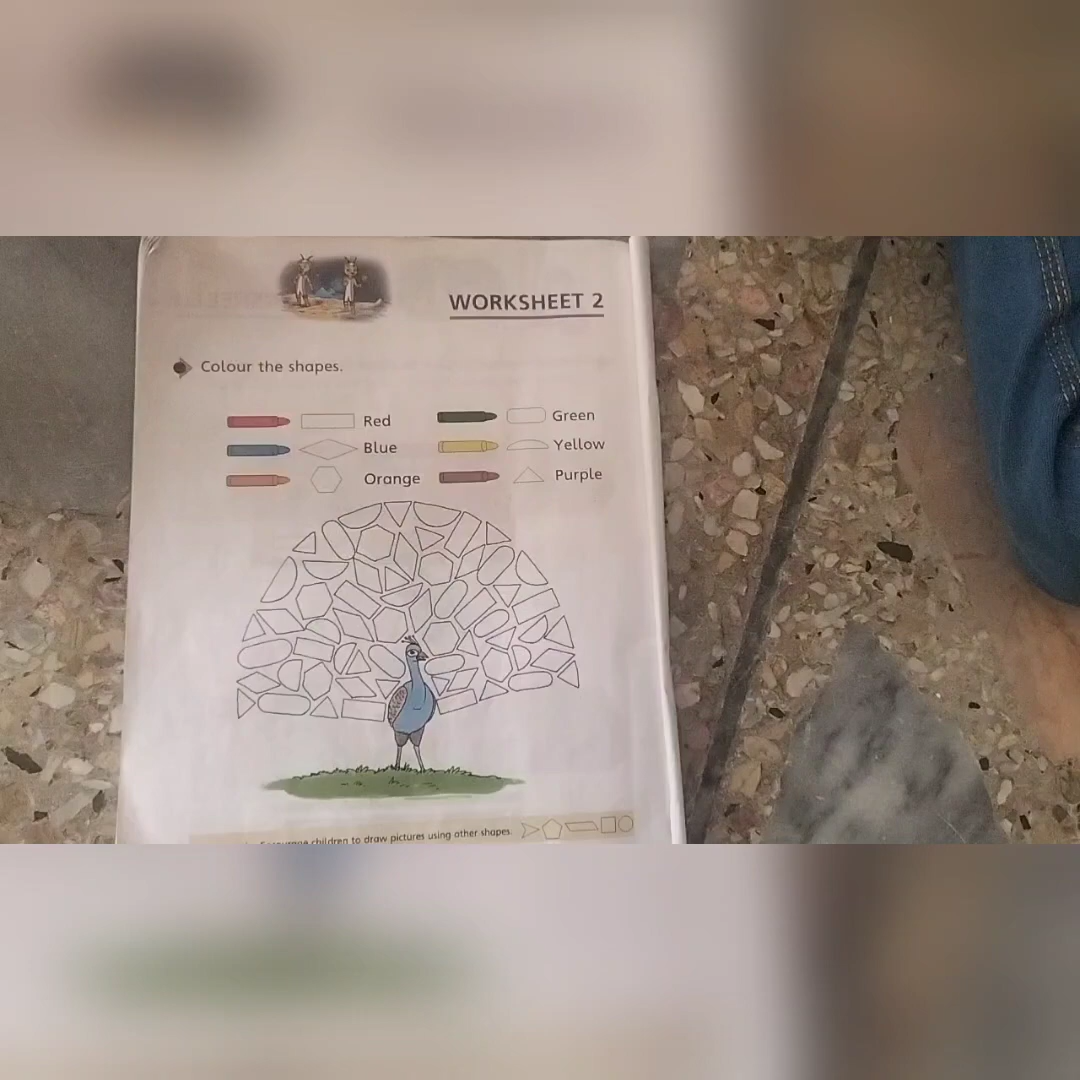 WORKSHEET 2
Colour the shapes.
Red
Green
Blue
Yellow
Orange
Purple
children to draw pictures using other shapes.